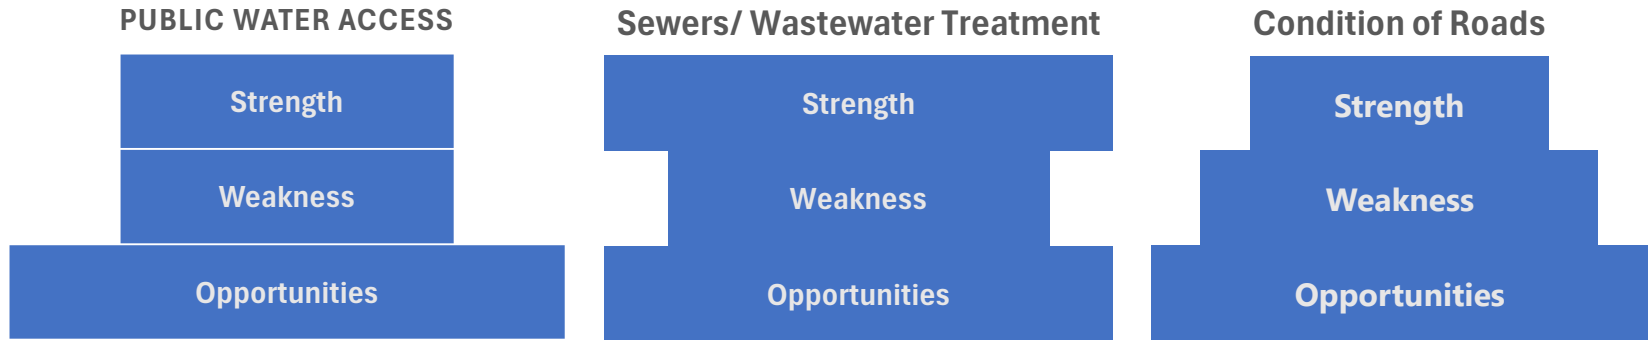 PUBLIC WATER ACCESS
Strength
Weakness
Opportunities
Sewers/ Wastewater Treatment
Strength
Weakness
Opportunities
Condition of Roads
Strength
Weakness
Opportunities